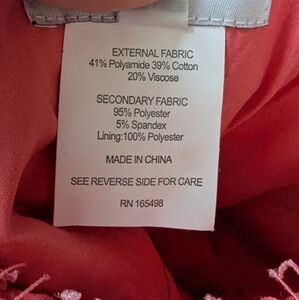 EXTERNAL FABRIC
41% Polyamide 39% Cotton
20% Viscose
SECONDARY FABRIC
95% Polyester
5% Spandex
Lining:100% Polyester
MADE IN CHINA
SEE REVERSE SIDE FOR CARE
RN 165498